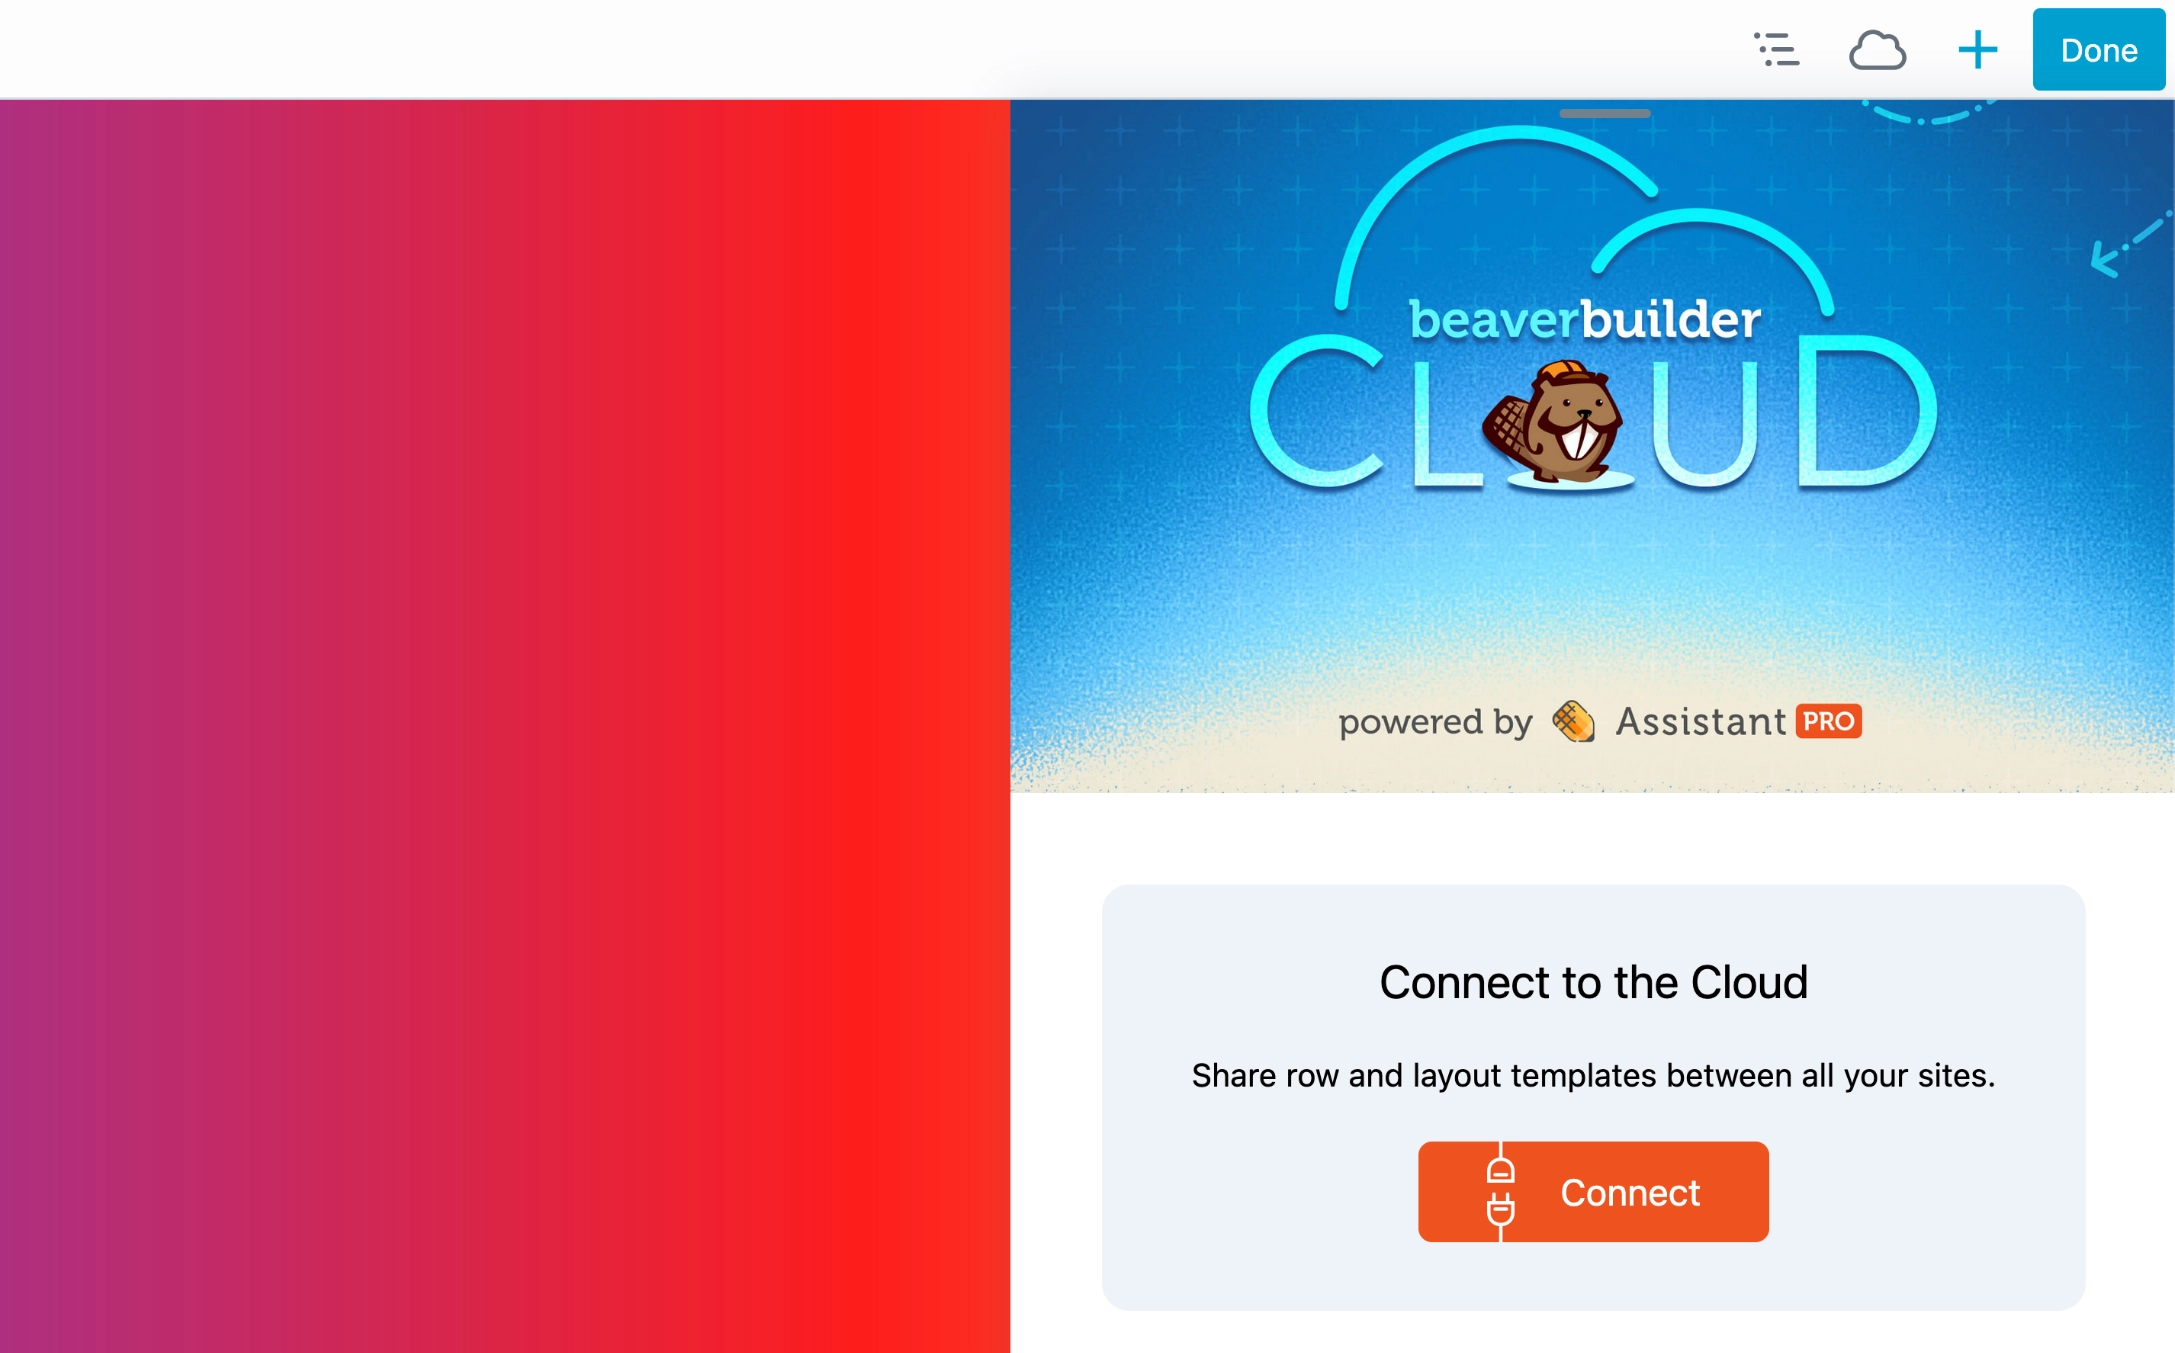 Done
beaverbuilder
CLOUD
powered by Assistant PRO
Connect to the Cloud
Share row and layout templates between all your sites.
Connect